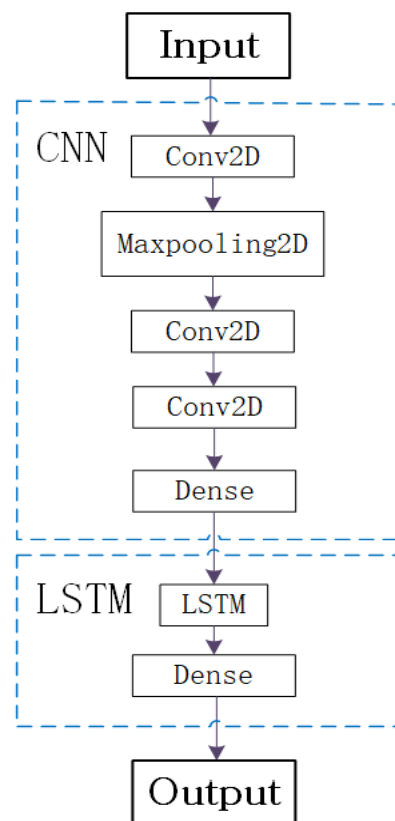 Input
CNN
Conv2D
Maxpooling2D
Conv2D
Conv2D
Dense
LSTM
LSTM
Dense
Output